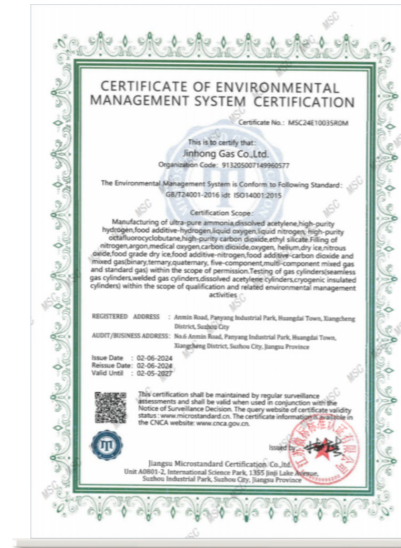 CERTIFICATE OF ENVIRONMENTAL
MANAGEMENT SYSTEM CERTIFICATION
Certificate No.: MSC24E10035R0M
This is to certify that:
Jinhong Gas Co.,Ltd.
Organization Code: 913205007149960577
The Environmental Management System is Conform to Following Standard:
GB/T24001-2016 idt ISO14001:2015
Certification Scope:
Manufacturing of ultra-pure ammonia,dissolved acetylene,high-purity
hydrogen,food additive-hydrogen,liquid oxygen,liquid nitrogen, high-purity
octafluorocyclobutane,high-purity carbon dioxide,ethyl silicate.Filling of
nitrogen,argon,medical oxygen,carbon dioxide,oxygen, helium,dry ice,nitrous
oxide,food grade dry ice,food additive-nitrogen,food additive-carbon dioxide and
mixed gas(binary,ternary,quaternary, five-component,multi-component mixed gas
and standard gas) within the scope of permission.Testing of gas cylinders(seamless
gas cylinders,welded gas cylinders,dissolved acetylene cylinders,cryogenic insulated
cylinders) within the scope of qualification and related environmental management
activities
REGISTERED ADDRESS : Anmin Road, Panyang Industrial Park, Huangdai Town, Xiangcheng
District, Suzhou City
AUDIT/BUSINESS ADDRESS: No.6 Anmin Road, Panyang Industrial Park, Huangdai Town,
Xiangcheng District, Suzhou City, Jiangsu Province
Issue Date : 02-06-2024
Reissue Date: 02-06-2024
Valid Until : 02-05-2027
This certification shall be maintained by regular surveillance
assessments and shall be valid when used in conjunction with the
Notice of Surveillance Decision. The query website of certificate validity
status: www.microstandard.cn. The certificate information is available in
the CNCA website: www.cnca.gov.cn.
Issued by:
Jiangsu Microstandard Certification Co.,ltd.
Unit A0801-2, International Science Park, 1355 Jinji Lake Avenue,
Suzhou Industrial Park, Suzhou City, Jiangsu Province